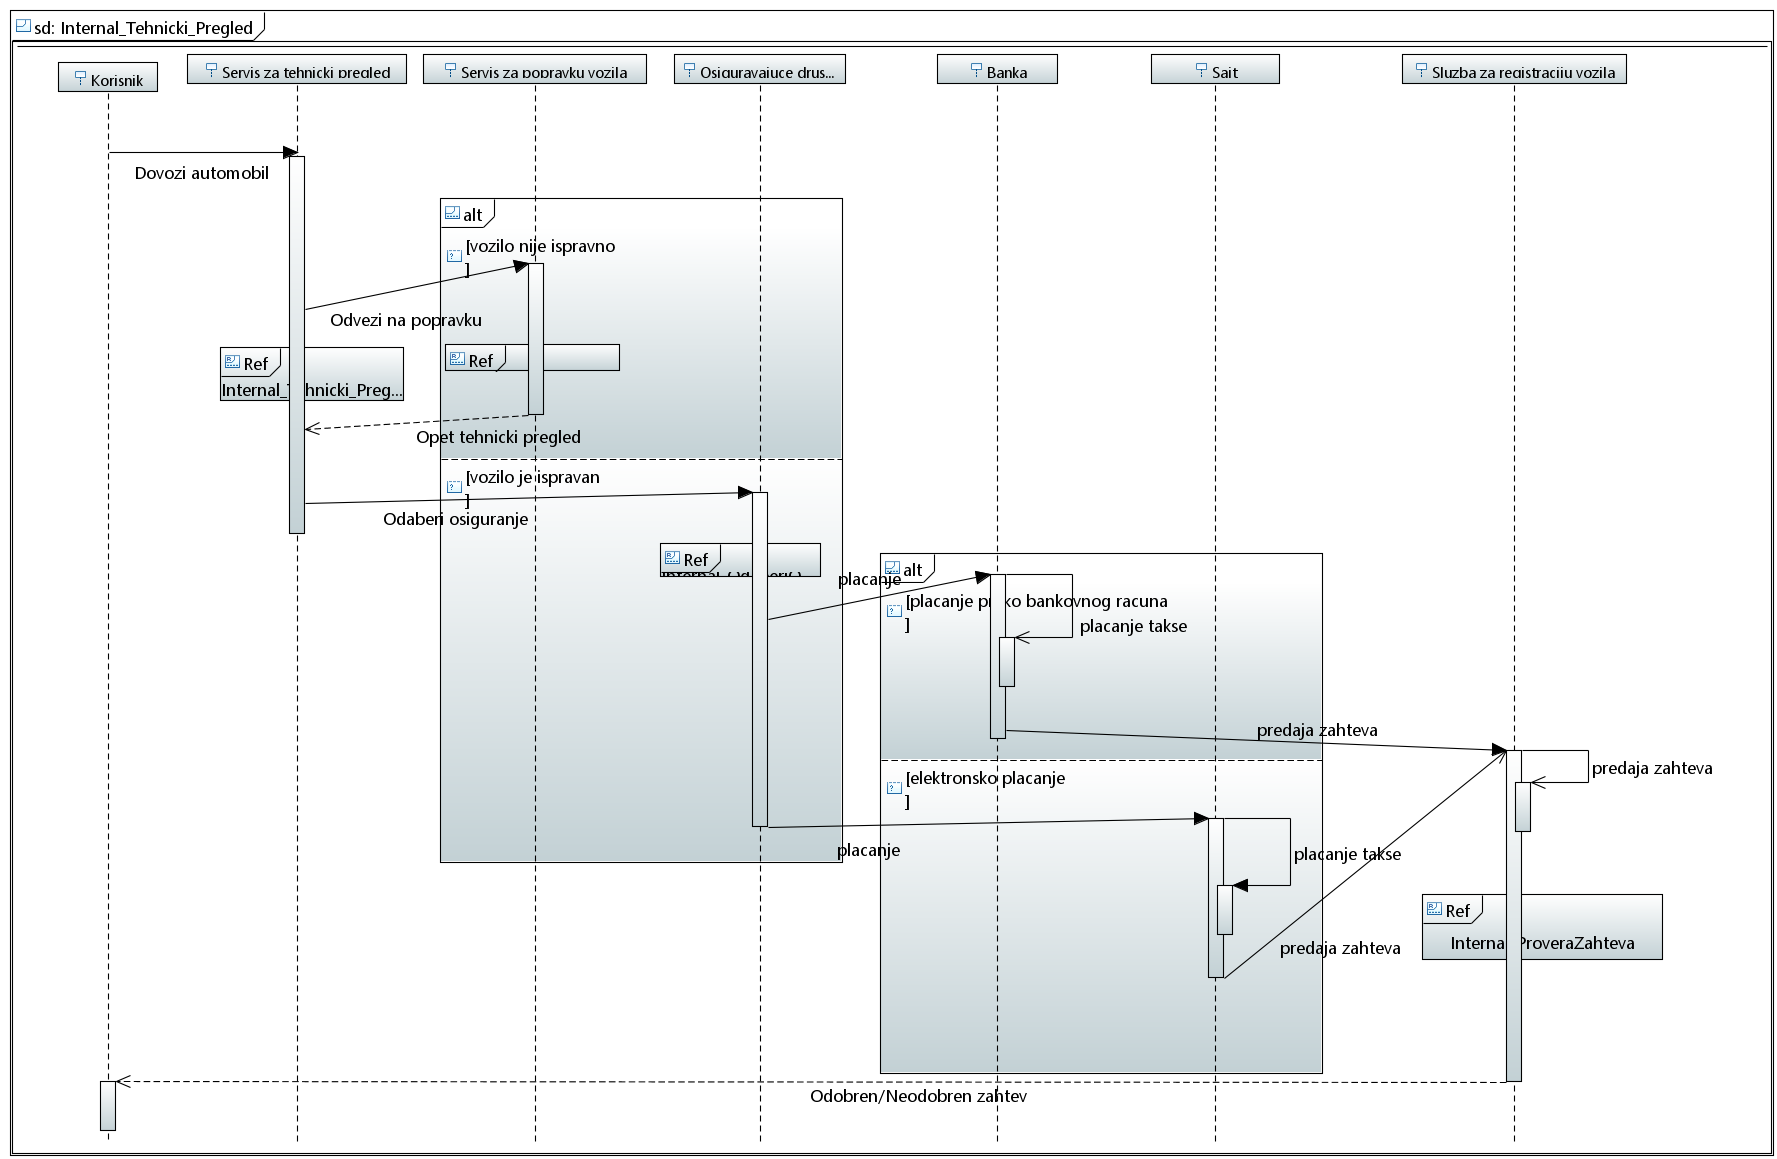 sd: Internal_Tehnicki_Pregled
Korisnik
Servis za tehnicki pregled
Servis za popravku vozila
Osiguravajuce drus...
Banka
Sajt
Sluzba za registraciju vozila
Dovozi automobil
alt
[vozilo nije ispravno
]
Odvezi na popravku
Ref
Internal_Tehnicki_Preg...
Ref
Opet tehnicki pregled
[vozilo je ispravan
]
Odaberi osiguranje
Ref
alt
placanje
[placanje preko bankovnog racuna
]
placanje takse
predaja zahteva
predaja zahteva
[elektronsko placanje
]
placanje
placanje takse
Ref
Internal_ProveraZahteva
predaja zahteva
Odobren/Neodobren zahtev